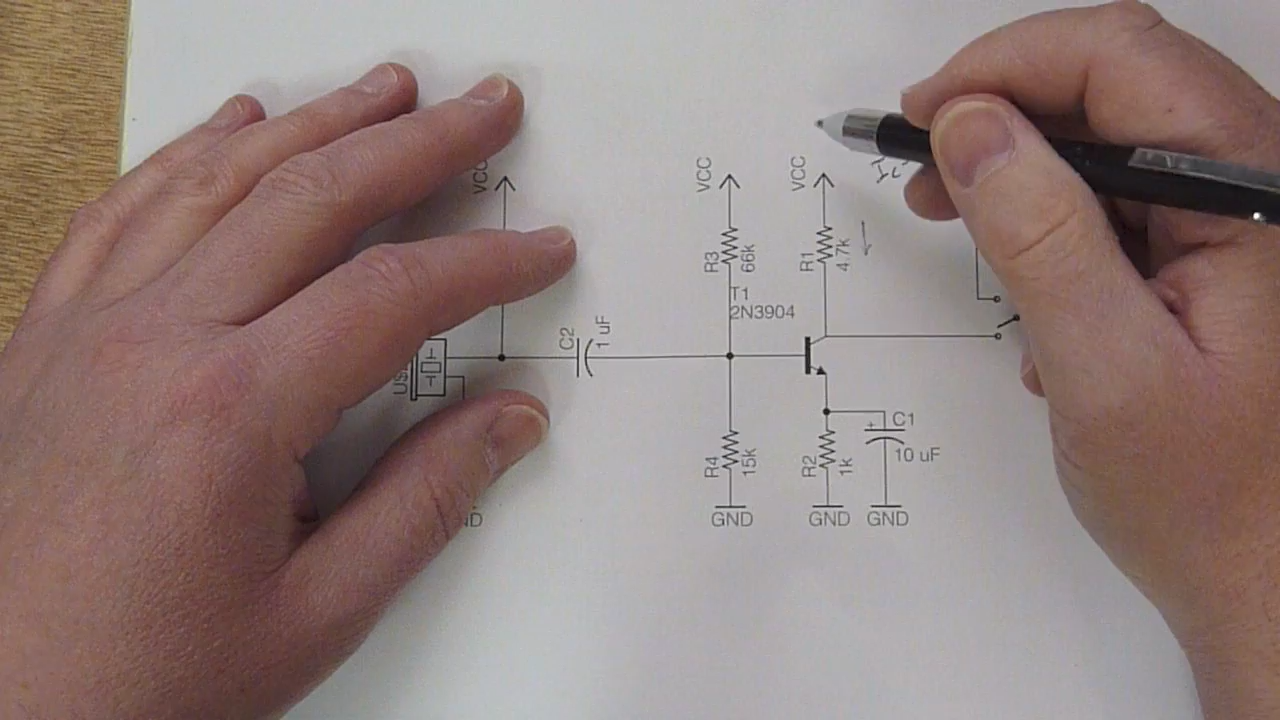 VCC
VCC
VCC
R3
66k
R1
4.7k
T1
2N3904
C2
1 uF
C1
+
10 uF
R4
15k
R2
1k
GND
GND
GND